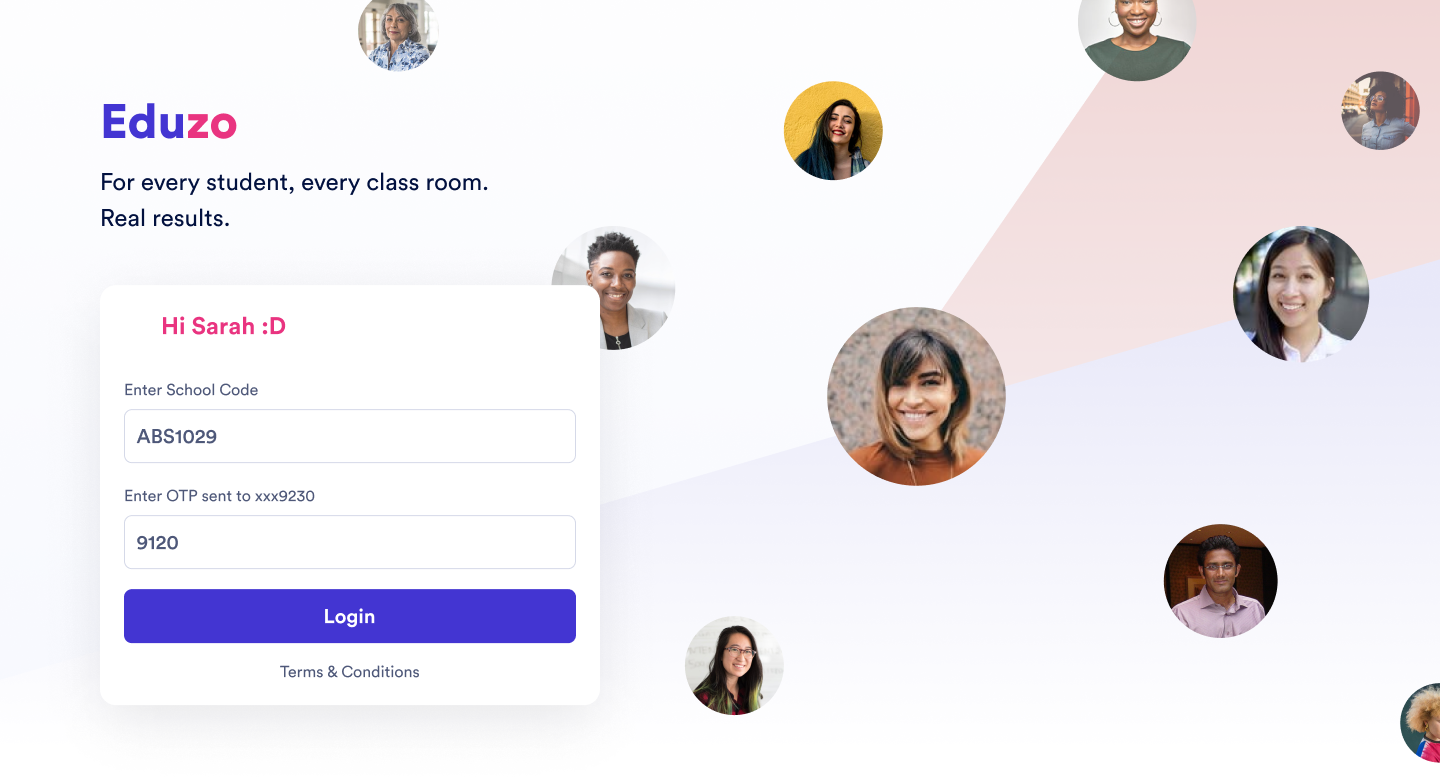 Eduzo
For every student, every class room.
Real results.
Hi Sarah :D
Enter School Code
ABS1029
Enter OTP sent to xxx9230
9120
Login
Terms & Conditions